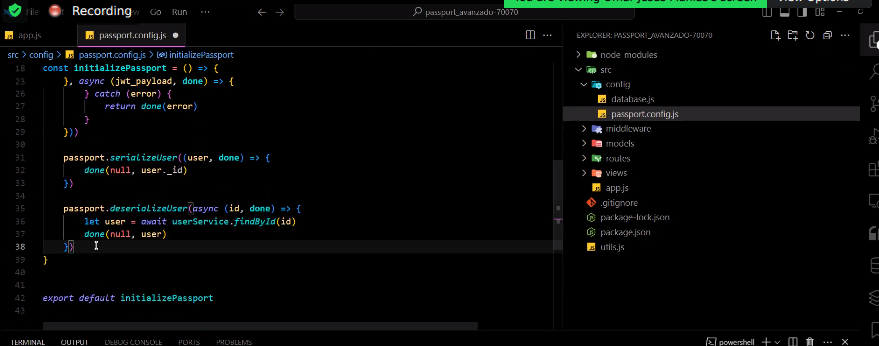 File
Recording
Go Run ···
passport_avanzado-70070
app.js
passport.config.js
EXPLORER: PASSPORT_AVANZADO-70070
src > config > passport.config.js > initializePassport
18 const initializePassport = () => {
23 }, async (jwt_payload, done) => {
26 } catch (error) {
27 return done(error)
28 }
29 }))
30
31 passport.serializeUser((user, done) => {
32 done(null, user._id)
33 })
34
35 passport.deserializeUser(async (id, done) => {
36 let user = await userService.findById(id)
37 done(null, user)
38 })
39 }
40
41
42 export default initializePassport
43
node_modules
src
config
database.js
passport.config.js
middleware
models
routes
views
app.js
.gitignore
package-lock.json
package.json
utils.js
TERMINAL OUTPUT DEBUG CONSOLE PORTS PROBLEMS
powershell